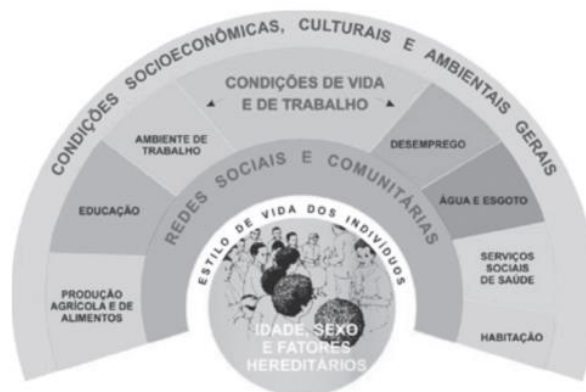 CONDIÇÕES SOCIOECONÔMICAS, CULTURAIS E AMBIENTAIS GERAIS
CONDIÇÕES DE VIDA
E DE TRABALHO
AMBIENTE DE
TRABALHO
DESEMPREGO
REDES SOCIAIS E COMUNITÁRIAS
EDUCAÇÃO
ÁGUA E ESGOTO
ESTILO DE VIDA DOS INDIVÍDUOS
PRODUÇÃO
AGRÍCOLA E DE
ALIMENTOS
SERVIÇOS
SOCIAIS
DE SAÚDE
HABITAÇÃO
IDADE, SEXO
E FATORES
HEREDITÁRIOS